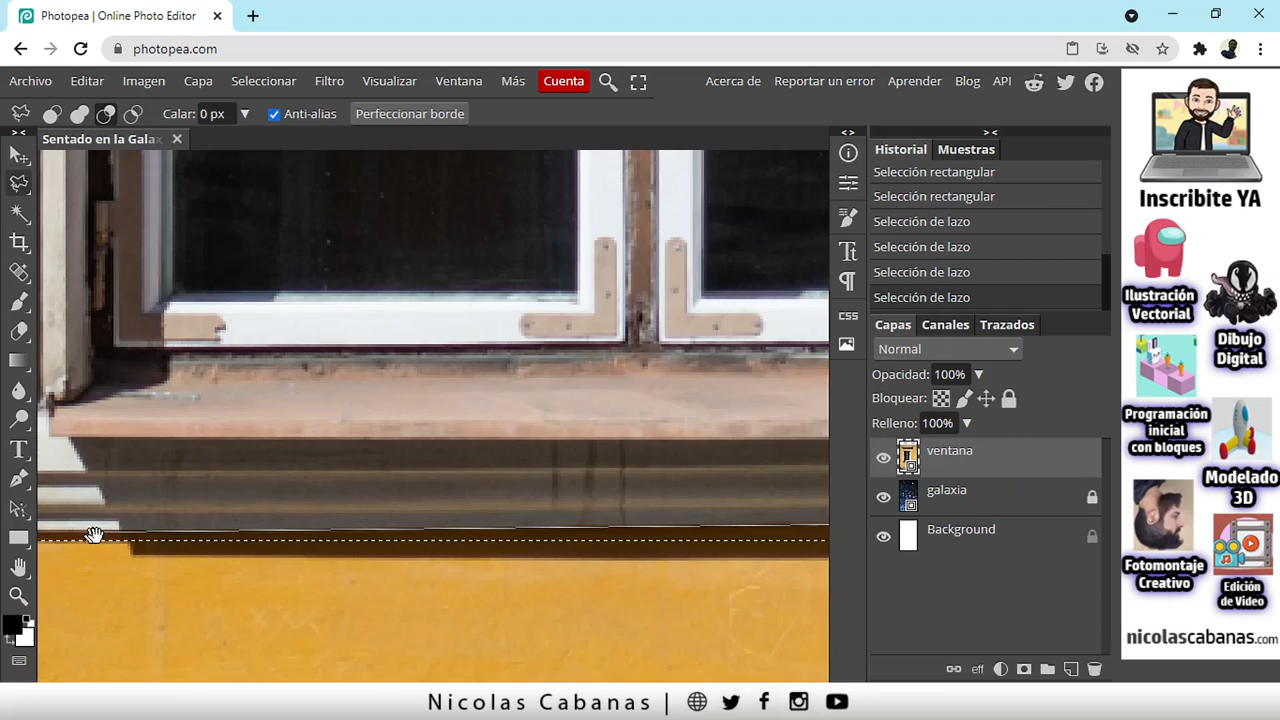 Photopea | Online Photo Editor
photopea.com
Archivo Editar Imagen Capa Seleccionar Filtro Visualizar Ventana Más Cuenta Acerca de Reportar un error Aprender Blog API
Calar: 0 px Anti-alias Perfeccionar borde
Sentado en la Gala
Historial Muestras
Selección rectangular
Selección rectangular
Selección de lazo
Selección de lazo
Selección de lazo
Selección de lazo
CSS
Capas Canales Trazados
Normal
Opacidad: 100%
Bloquear:
Relleno: 100%
ventana
galaxia
Background
eff
Inscribite YA
Ilustración
Vectorial
Dibujo
Digital
Programación
inicial
con bloques
Modelado
3D
Fotomontaje
Creativo
Edición
de Video
nicolascabanas.com
Nicolas Cabanas |